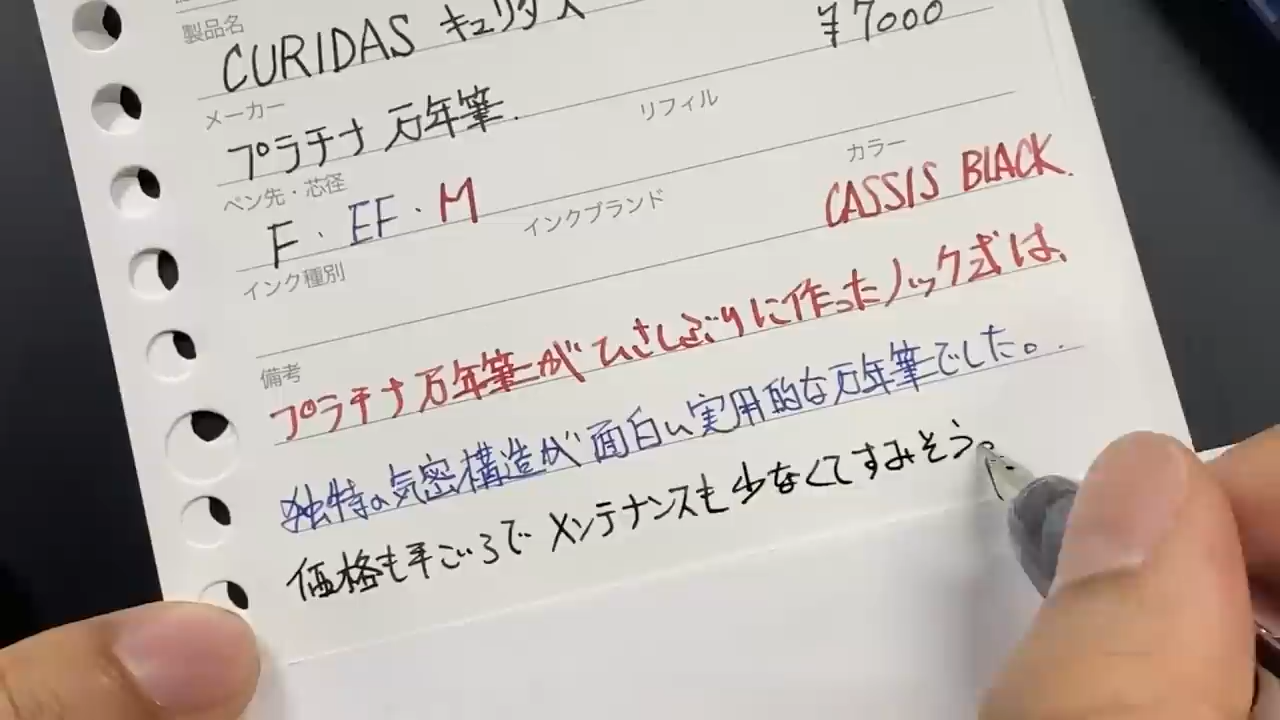 製品名
CURIDAS キュリダス ¥7000
メーカー リフィル
プラチナ 万年筆.
ペン先・芯径 カラー
F・EF・M CASSIS BLACK.
インク種別 インクブランド
備考
プラチナ万年筆がひさしぶりに作ったノック式は、
独特の気密構造が面白い実用的な万年筆でした。.
価格も手ごろでメンテナンスも少なくてすみそう。